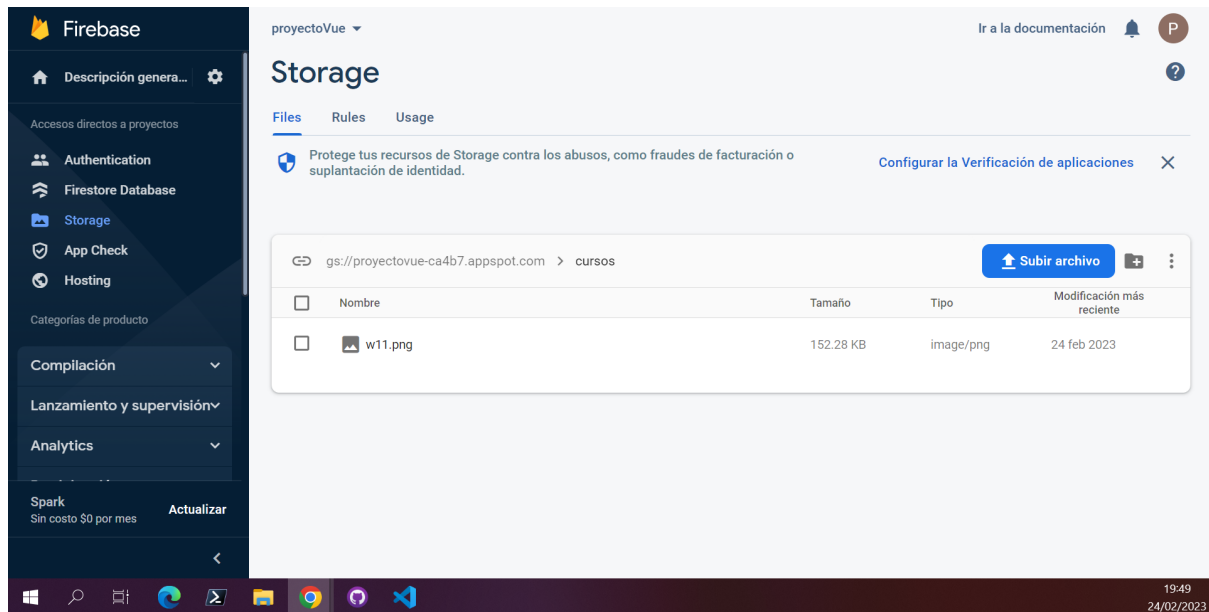 Firebase
Descripción genera...
Accesos directos a proyectos
Authentication
Firestore Database
Storage
App Check
Hosting
Categorías de producto
Compilación
Lanzamiento y supervisión
Analytics
Spark
Sin costo $0 por mes
Actualizar
proyectoVue
Ir a la documentación
P
Storage
?
Files Rules Usage
Protege tus recursos de Storage contra los abusos, como fraudes de facturación o
suplantación de identidad.
Configurar la Verificación de aplicaciones
gs://proyectovue-ca4b7.appspot.com > cursos
Subir archivo
Nombre Tamaño Tipo Modificación más
reciente
w11.png 152.28 KB image/png 24 feb 2023
19:49
24/02/2023